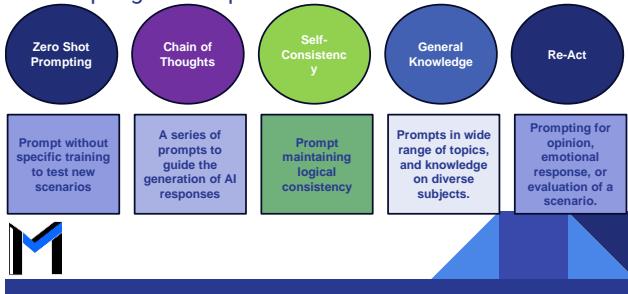 Zero Shot
Prompting
Chain of
Thoughts
Self-
Consistenc
y
General
Knowledge
Re-Act
Prompt without
specific training
to test new
scenarios
A series of
prompts to
guide the
generation of AI
responses
Prompt
maintaining
logical
consistency
Prompts in wide
range of topics,
and knowledge
on diverse
subjects.
Prompting for
opinion,
emotional
response, or
evaluation of a
scenario.